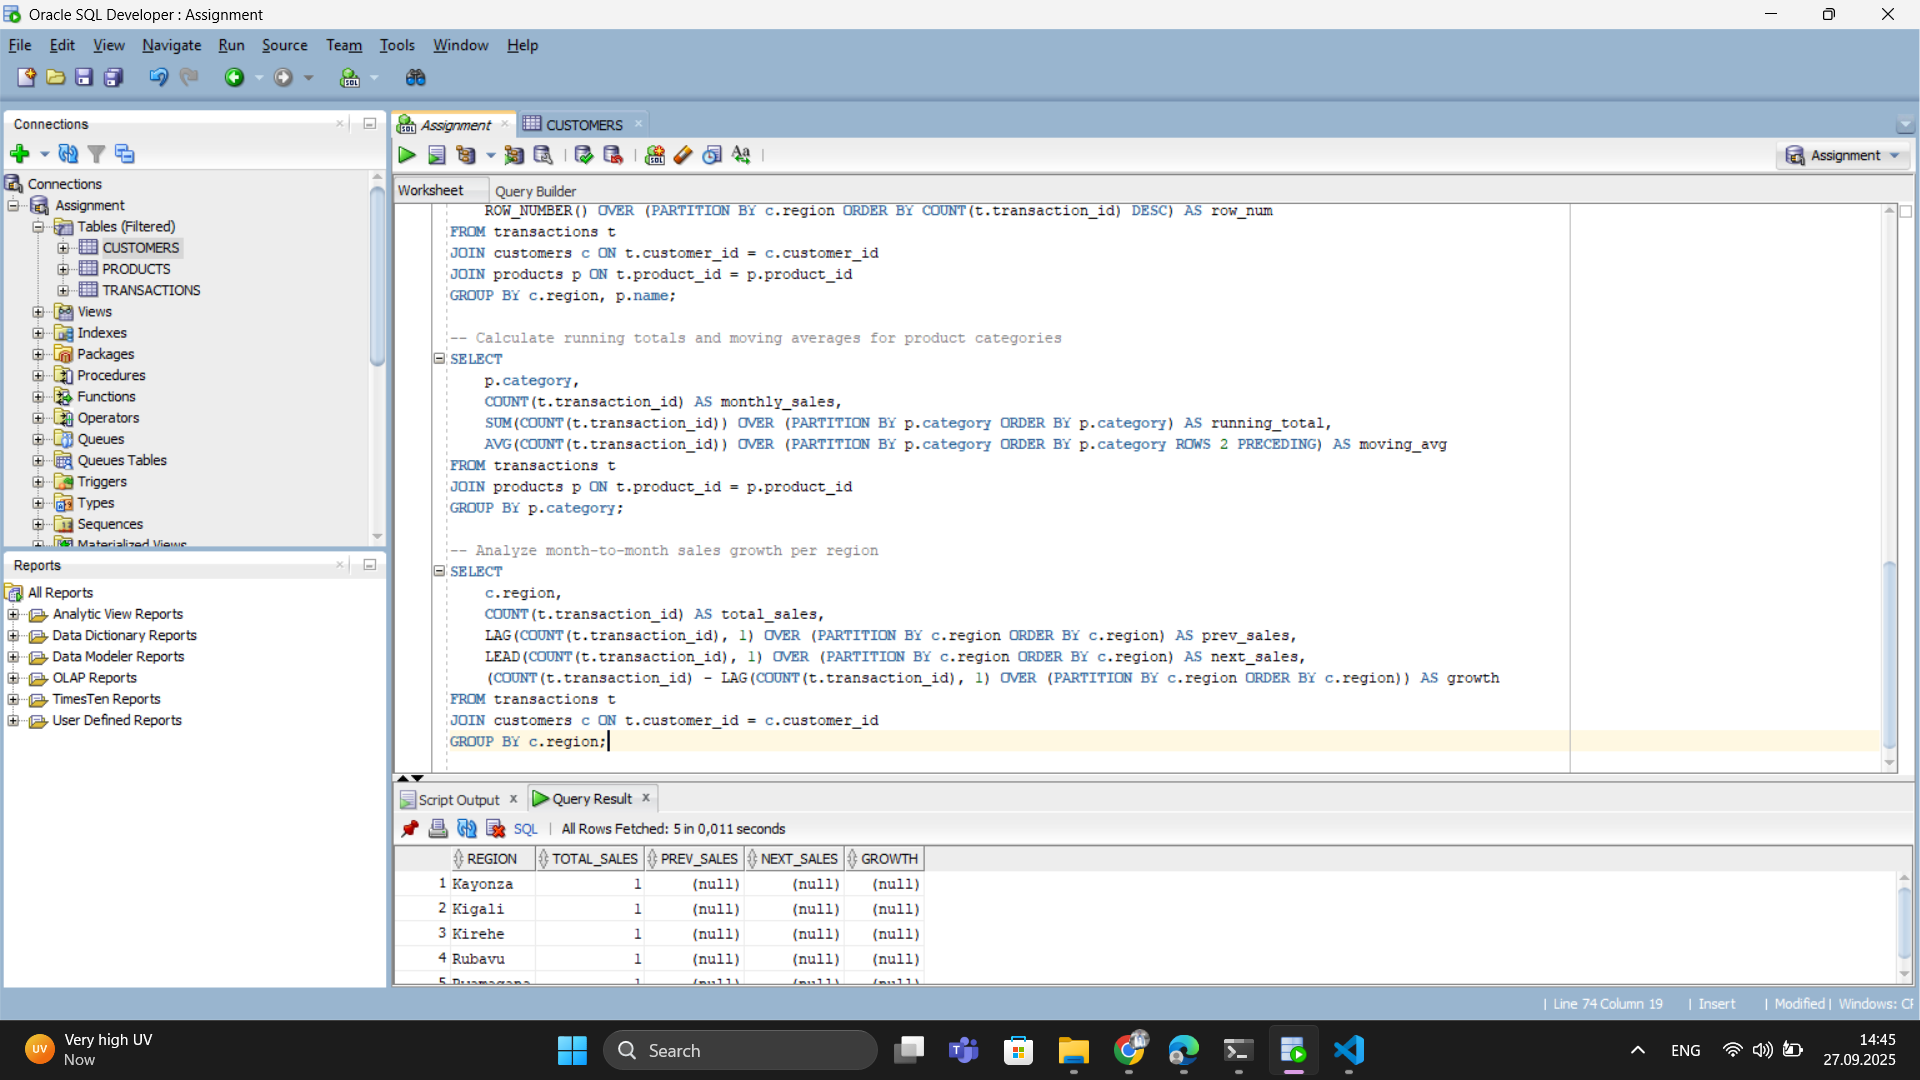 Oracle SQL Developer : Assignment
File Edit View Navigate Run Source Team Tools Window Help
Connections
Connections
Assignment
Tables (Filtered)
CUSTOMERS
PRODUCTS
TRANSACTIONS
Views
Indexes
Packages
Procedures
Functions
Operators
Queues
Queues Tables
Triggers
Types
Sequences
Materialized Views
Reports
All Reports
Analytic View Reports
Data Dictionary Reports
Data Modeler Reports
OLAP Reports
TimesTen Reports
User Defined Reports
Assignment CUSTOMERS
Assignment
Worksheet Query Builder
ROW_NUMBER() OVER (PARTITION BY c.region ORDER BY COUNT(t.transaction_id) DESC) AS row_num
FROM transactions t
JOIN customers c ON t.customer_id = c.customer_id
JOIN products p ON t.product_id = p.product_id
GROUP BY c.region, p.name;
-- Calculate running totals and moving averages for product categories
SELECT
p.category,
COUNT(t.transaction_id) AS monthly_sales,
SUM(COUNT(t.transaction_id)) OVER (PARTITION BY p.category ORDER BY p.category) AS running_total,
AVG(COUNT(t.transaction_id)) OVER (PARTITION BY p.category ORDER BY p.category ROWS 2 PRECEDING) AS moving_avg
FROM transactions t
JOIN products p ON t.product_id = p.product_id
GROUP BY p.category;
-- Analyze month-to-month sales growth per region
SELECT
c.region,
COUNT(t.transaction_id) AS total_sales,
LAG(COUNT(t.transaction_id), 1) OVER (PARTITION BY c.region ORDER BY c.region) AS prev_sales,
LEAD(COUNT(t.transaction_id), 1) OVER (PARTITION BY c.region ORDER BY c.region) AS next_sales,
(COUNT(t.transaction_id) - LAG(COUNT(t.transaction_id), 1) OVER (PARTITION BY c.region ORDER BY c.region)) AS growth
FROM transactions t
JOIN customers c ON t.customer_id = c.customer_id
GROUP BY c.region;
Script Output Query Result
SQL All Rows Fetched: 5 in 0,011 seconds
REGION TOTAL_SALES PREV_SALES NEXT_SALES GROWTH
1 Kayonza 1 (null) (null) (null)
2 Kigali 1 (null) (null) (null)
3 Kirehe 1 (null) (null) (null)
4 Rubavu 1 (null) (null) (null)
5 1 (null) (null) (null)
Line 74 Column 19 Insert Modified Windows:
UV
Very high UV
Now
Search
ENG
14:45
27.09.2025